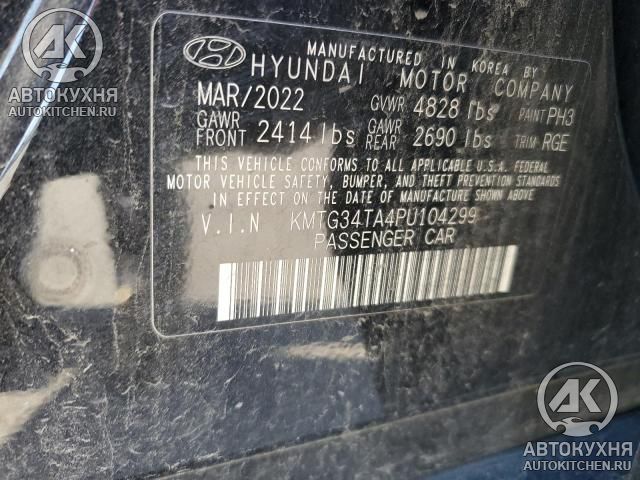 AK
АВТОКУХНЯ
AUTOKITCHEN.RU
MANUFACTURED IN KOREA BY
HYUNDAI MOTOR COMPANY
MAR/2022 GVWR 4828 lbs PAINT PH3
GAWR FRONT 2414 lbs GAWR REAR 2690 lbs TRIM RGE
THIS VEHICLE CONFORMS TO ALL APPLICABLE U.S.A. FEDERAL
MOTOR VEHICLE SAFETY, BUMPER, AND THEFT PREVENTION STANDARDS
IN EFFECT ON THE DATE OF MANUFACTURE SHOWN ABOVE.
V.I.N KMTG34TA4PU104299
PASSENGER CAR
AK
АВТОКУХНЯ
AUTOKITCHEN.RU